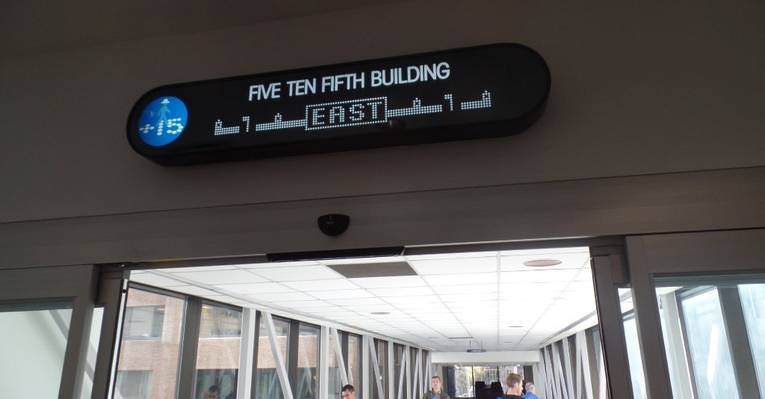 FIVE TEN FIFTH BUILDING
+15
EAST